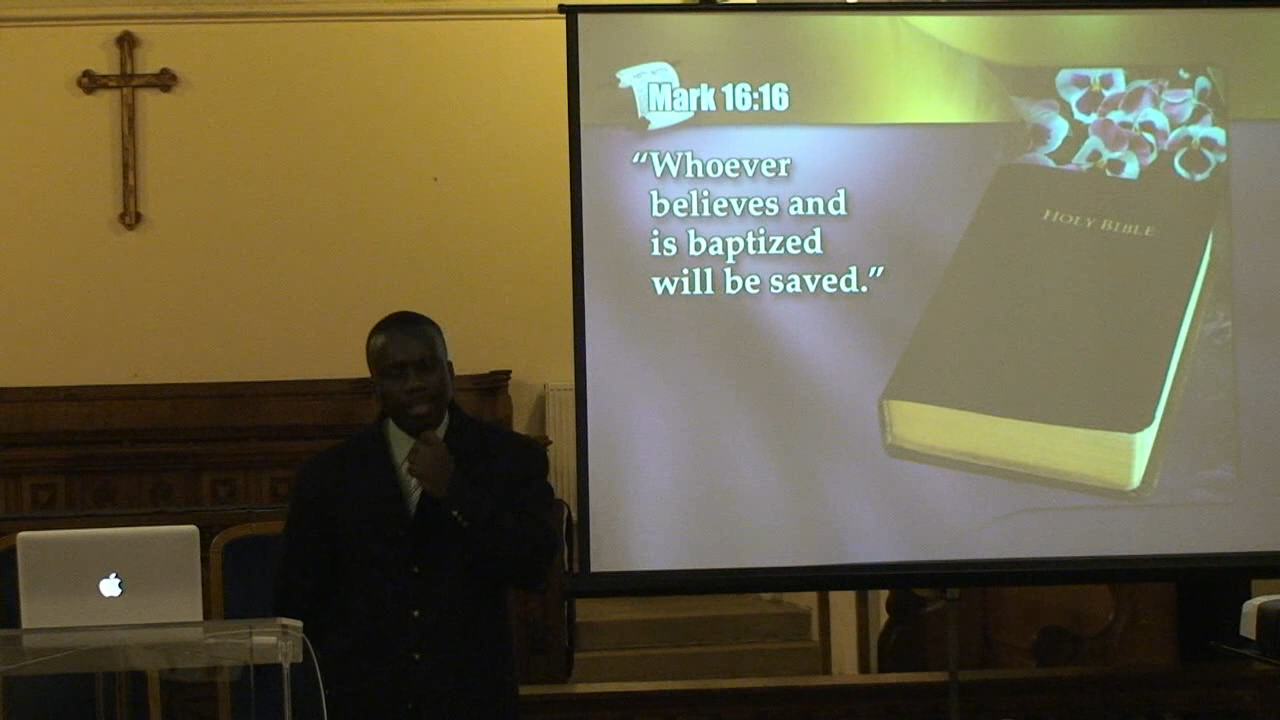 Mark 16:16
“Whoever
believes and
is baptized
will be saved.”
HOLY BIBLE